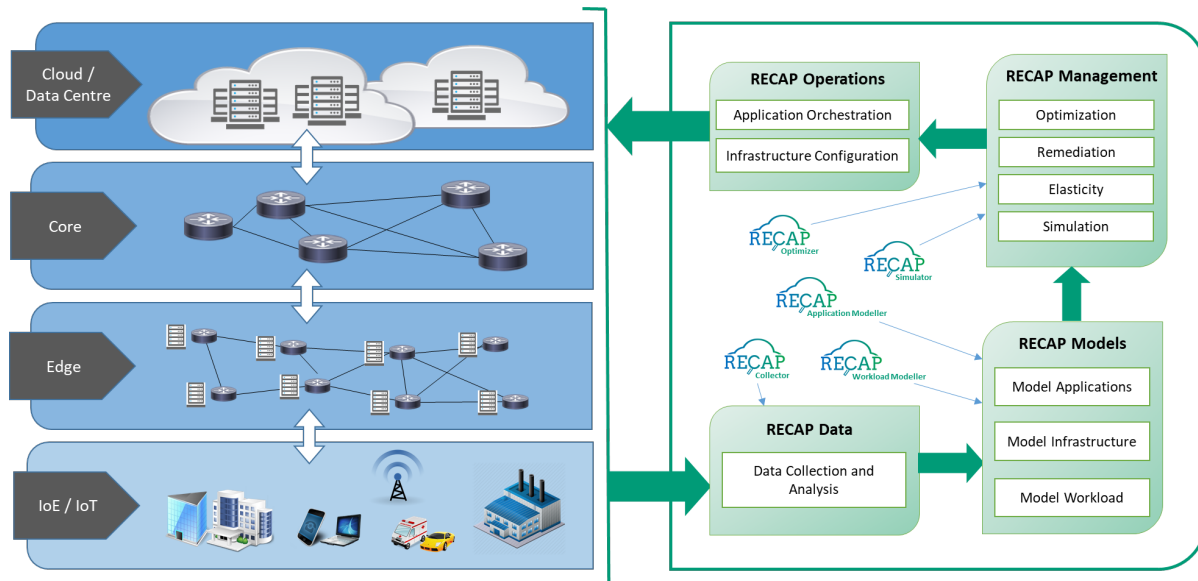 Cloud /
Data Centre
Core
Edge
IoE / IoT
RECAP Operations
Application Orchestration
Infrastructure Configuration
RECAP Management
Optimization
Remediation
Elasticity
Simulation
RECAP
Optimizer
RECAP
Simulator
RECAP
Application Modeller
RECAP
Collector
RECAP
Workload Modeller
RECAP Models
Model Applications
Model Infrastructure
Model Workload
RECAP Data
Data Collection and
Analysis